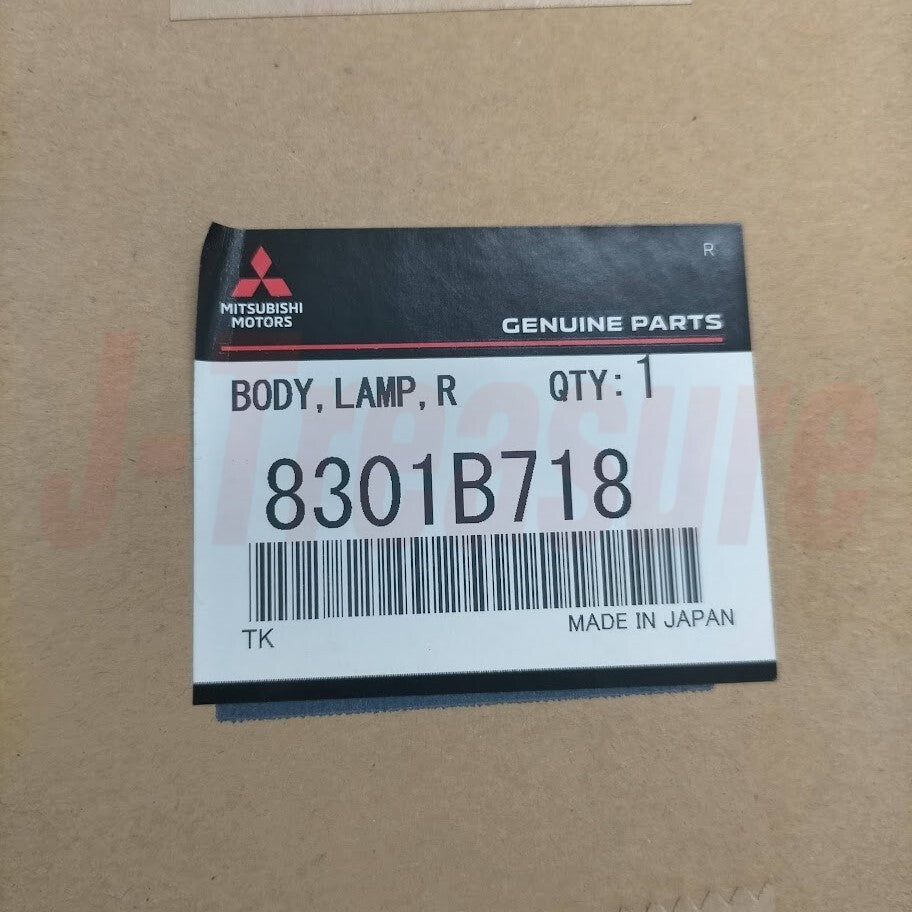 R
MITSUBISHI
MOTORS
GENUINE PARTS
BODY,LAMP,R QTY:1
8301B718
TK MADE IN JAPAN
J-Treasure